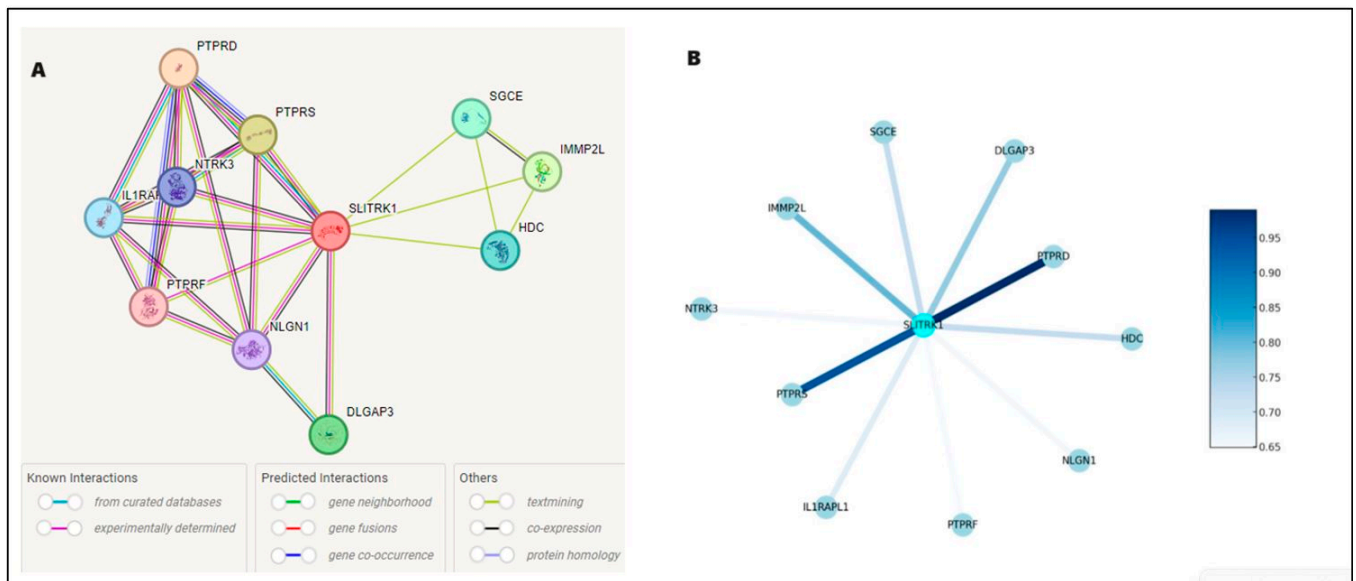 A
PTPRD
PTPRS
SGCE
IMMP2L
NTRK3
IL1RAP
SLITRK1
HDC
PTPRF
NLGN1
DLGAP3
Known Interactions
from curated databases
experimentally determined
Predicted Interactions
gene neighborhood
gene fusions
gene co-occurrence
Others
textmining
co-expression
protein homology
B
SGCE
DLGAP3
IMMP2L
PTPRD
NTRK3
SLITRK1
HDC
PTPRS
NLGN1
IL1RAPL1
PTPRF
0.95
0.90
0.85
0.80
0.75
0.70
0.65